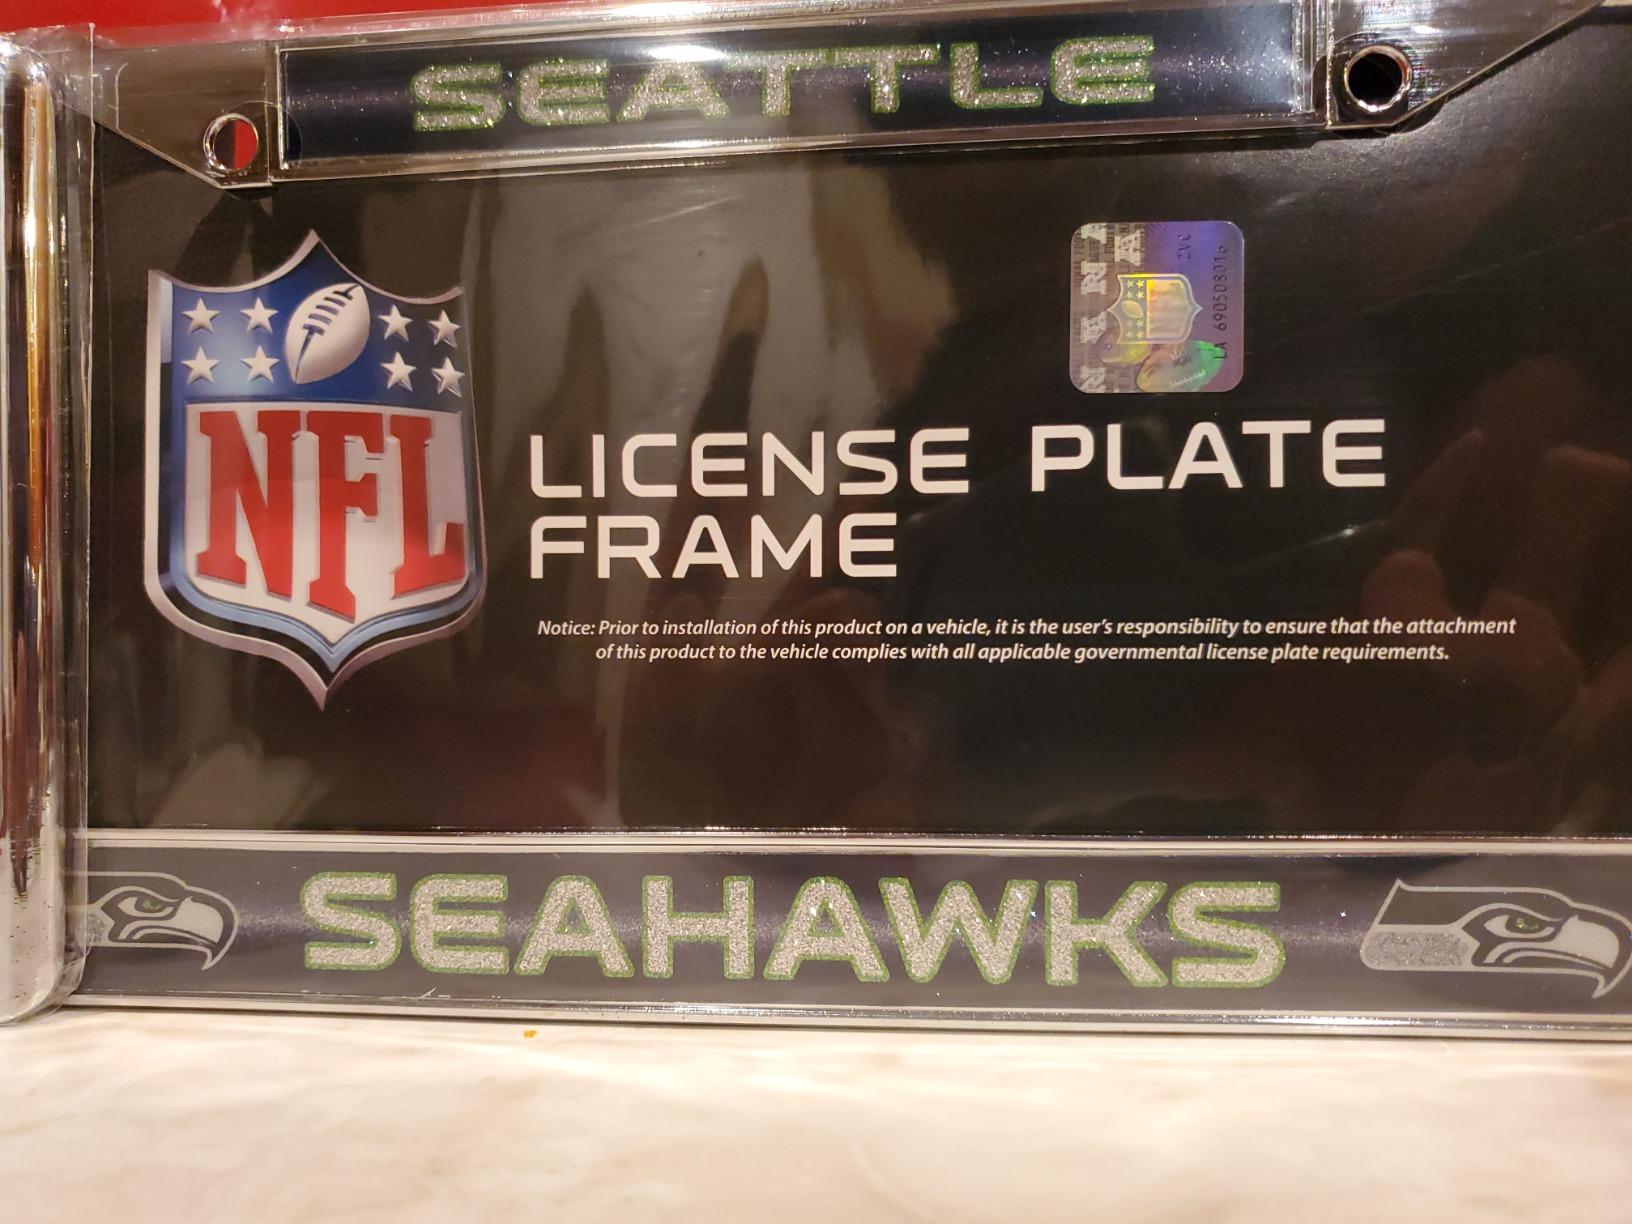 SEATTLE
NFL
LA 690508016
LICENSE PLATE
FRAME
Notice: Prior to installation of this product on a vehicle, it is the user's responsibility to ensure that the attachment
of this product to the vehicle complies with all applicable governmental license plate requirements.
SEAHAWKS